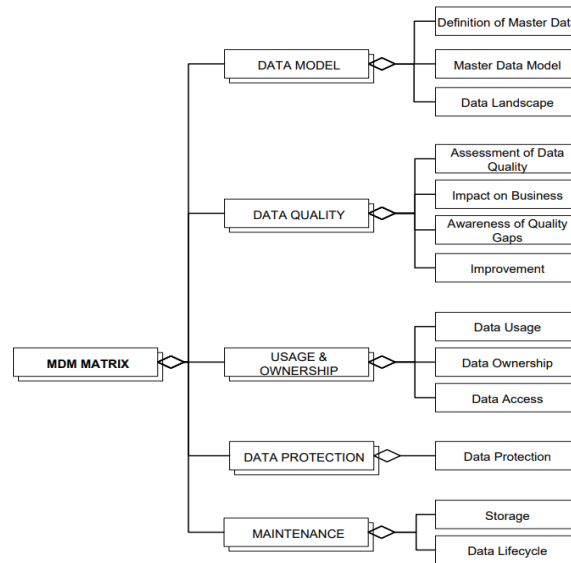 Definition of Master Data
DATA MODEL
Master Data Model
Data Landscape
Assessment of Data
Quality
Impact on Business
DATA QUALITY
Awareness of Quality
Gaps
Improvement
Data Usage
MDM MATRIX
USAGE &
OWNERSHIP
Data Ownership
Data Access
DATA PROTECTION
Data Protection
Storage
MAINTENANCE
Data Lifecycle